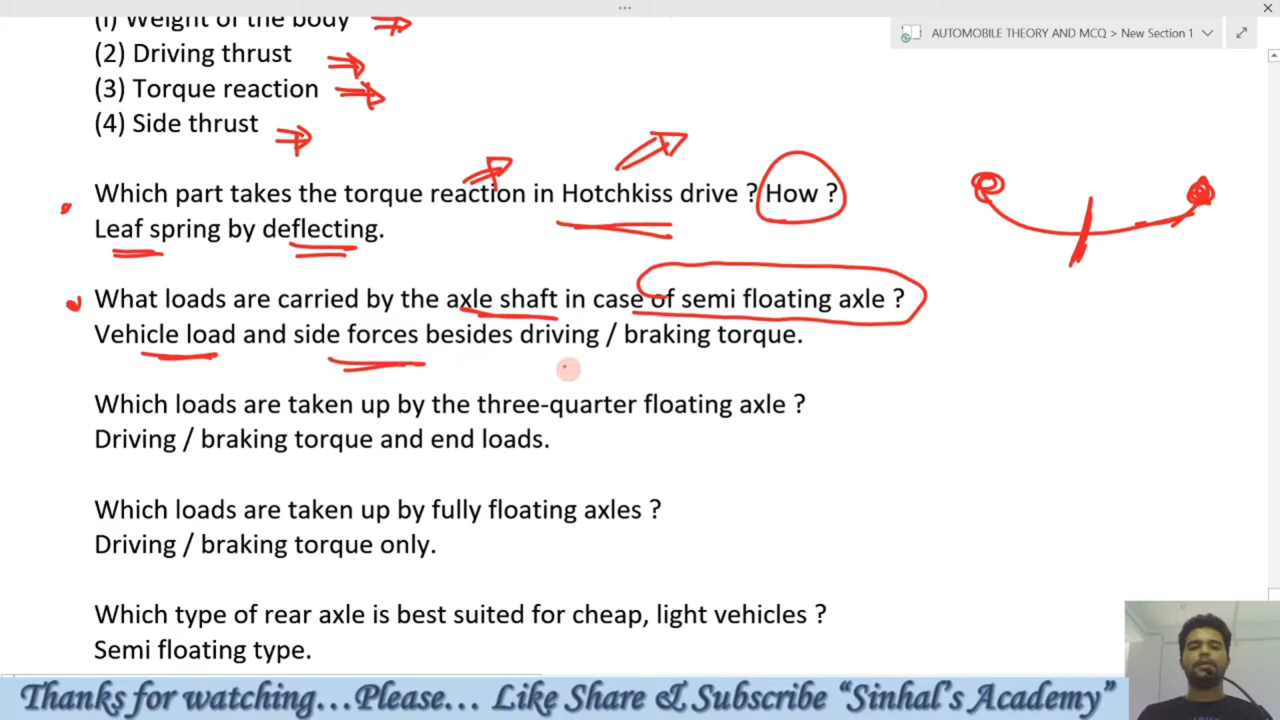 ...
AUTOMOBILE THEORY AND MCQ > New Section 1
(1) Weight of the body
(2) Driving thrust
(3) Torque reaction
(4) Side thrust
Which part takes the torque reaction in Hotchkiss drive ? How ?
Leaf spring by deflecting.
What loads are carried by the axle shaft in case of semi floating axle ?
Vehicle load and side forces besides driving / braking torque.
Which loads are taken up by the three-quarter floating axle ?
Driving / braking torque and end loads.
Which loads are taken up by fully floating axles ?
Driving / braking torque only.
Which type of rear axle is best suited for cheap, light vehicles ?
Semi floating type.
Thanks for watching...Please... Like Share & Subscribe “Sinhal’s Academy”